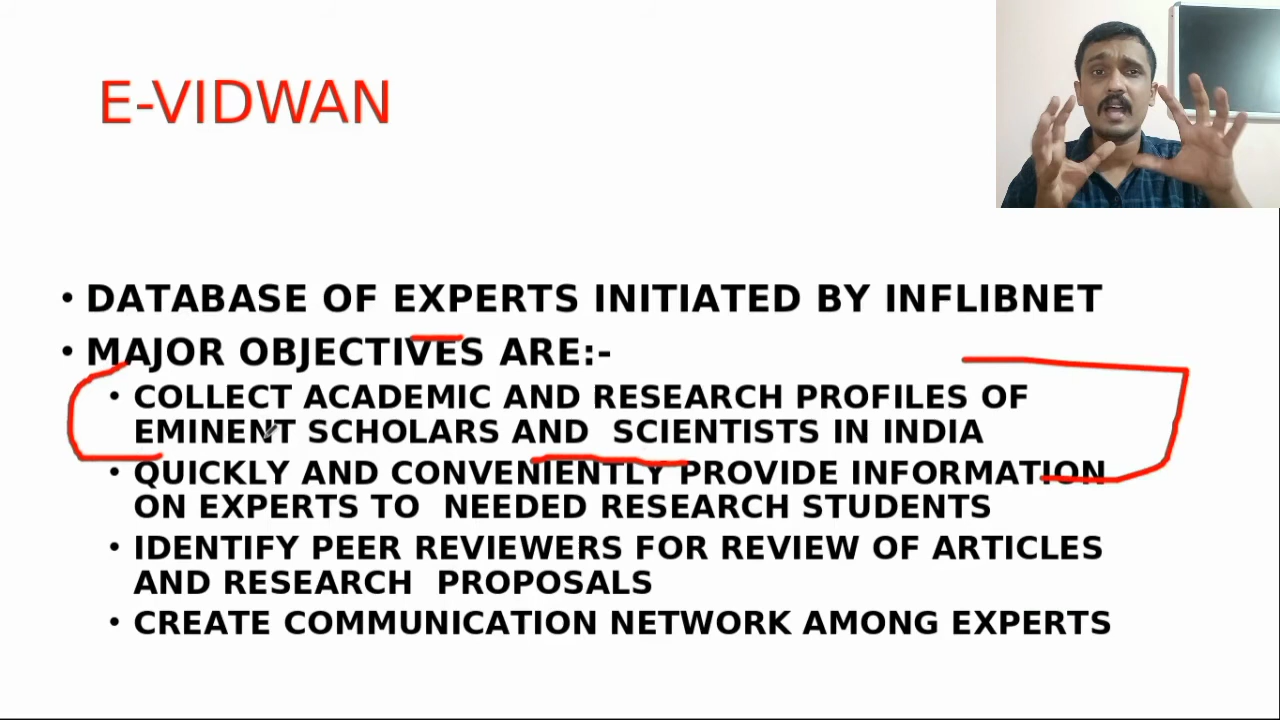 E-VIDWAN
• DATABASE OF EXPERTS INITIATED BY INFLIBNET
• MAJOR OBJECTIVES ARE:-
• COLLECT ACADEMIC AND RESEARCH PROFILES OF
EMINENT SCHOLARS AND SCIENTISTS IN INDIA
• QUICKLY AND CONVENIENTLY PROVIDE INFORMATION
ON EXPERTS TO NEEDED RESEARCH STUDENTS
• IDENTIFY PEER REVIEWERS FOR REVIEW OF ARTICLES
AND RESEARCH PROPOSALS
• CREATE COMMUNICATION NETWORK AMONG EXPERTS